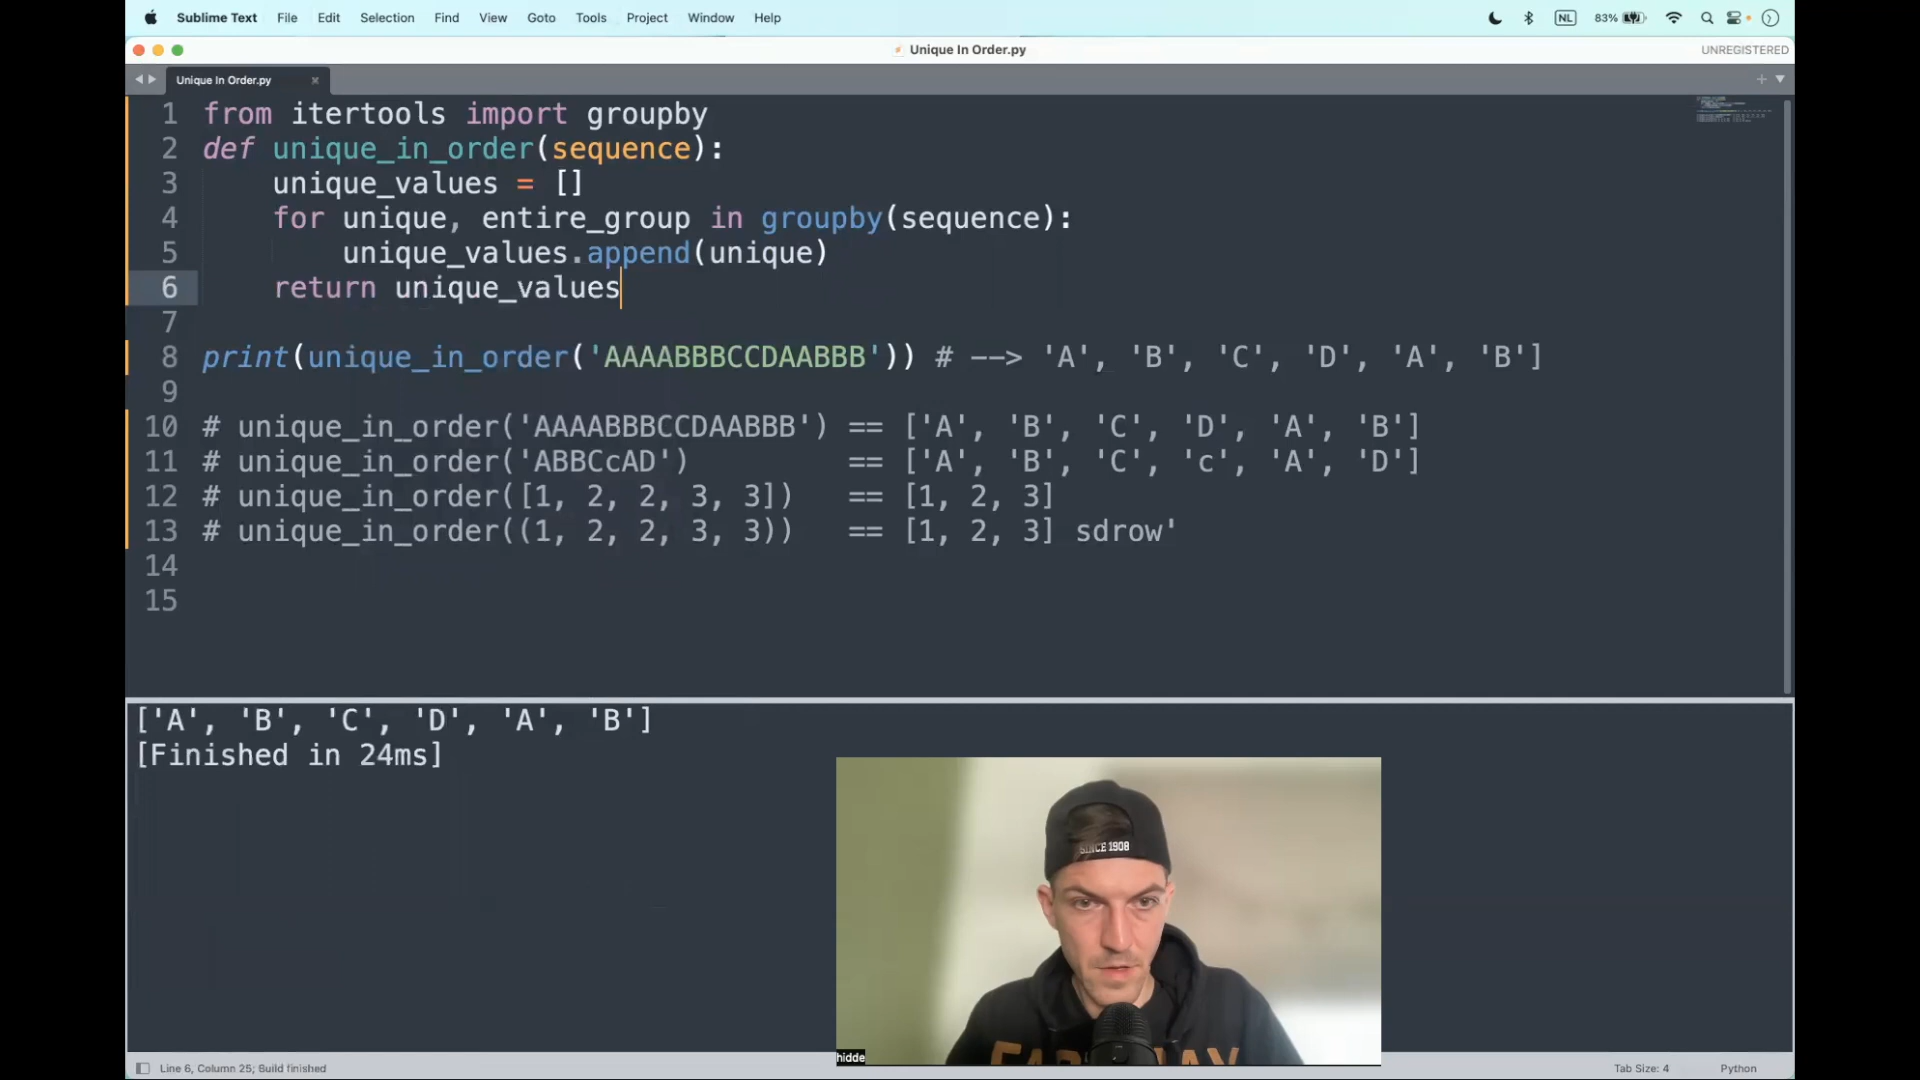 Sublime Text File Edit Selection Find View Goto Tools Project Window Help NL 83%
Unique In Order.py UNREGISTERED
Unique In Order.py
1 from itertools import groupby
2 def unique_in_order(sequence):
3 unique_values = []
4 for unique, entire_group in groupby(sequence):
5 unique_values.append(unique)
6 return unique_values
7
8 print(unique_in_order('AAAABBBCCDAABBB')) # --> 'A', 'B', 'C', 'D', 'A', 'B']
9
10 # unique_in_order('AAAABBBCCDAABBB') == ['A', 'B', 'C', 'D', 'A', 'B']
11 # unique_in_order('ABBCcAD') == ['A', 'B', 'C', 'c', 'A', 'D']
12 # unique_in_order([1, 2, 2, 3, 3]) == [1, 2, 3]
13 # unique_in_order((1, 2, 2, 3, 3)) == [1, 2, 3] sdrow'
14
15
['A', 'B', 'C', 'D', 'A', 'B']
[Finished in 24ms]
SINCE 1908
hidde
Line 6, Column 25; Build finished Tab Size: 4 Python